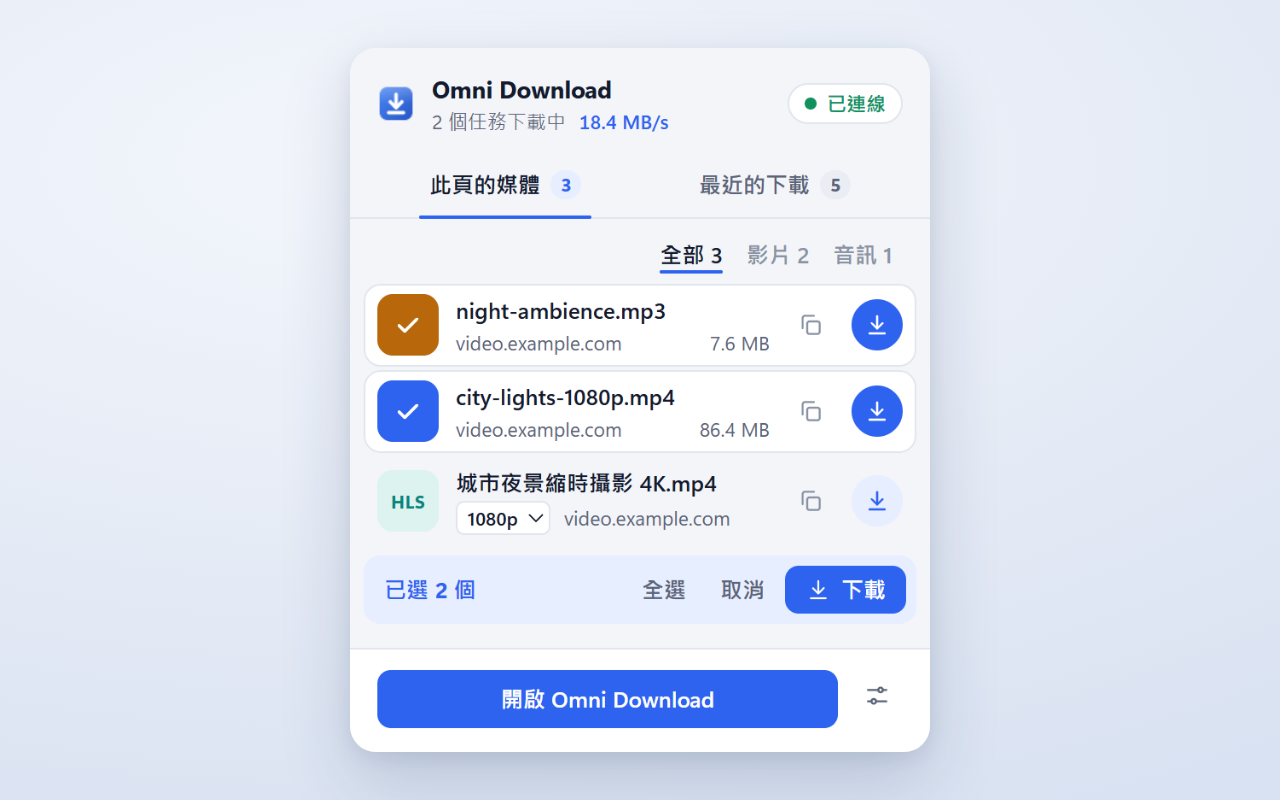 Omni Download
2 個任務下載中 18.4 MB/s
已連線
此頁的媒體 3
最近的下載 5
全部 3 影片 2 音訊 1
night-ambience.mp3
video.example.com 7.6 MB
city-lights-1080p.mp4
video.example.com 86.4 MB
HLS
城市夜景縮時攝影 4K.mp4
1080p video.example.com
已選 2 個 全選 取消 下載
開啟 Omni Download